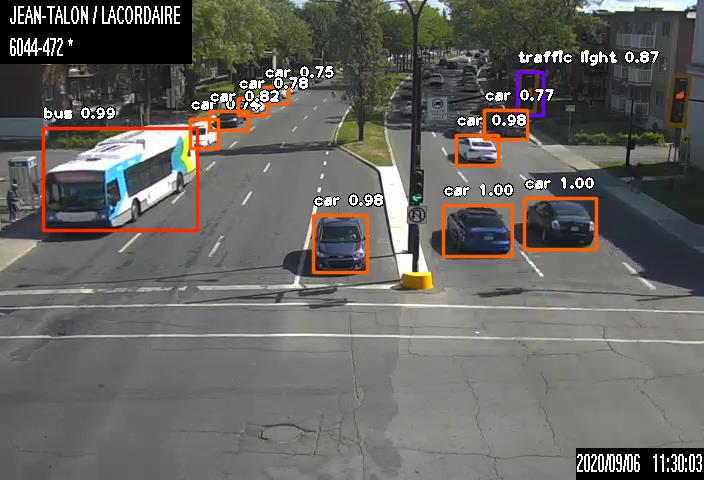 JEAN-TALON / LACORDAIRE
6044-472 *
traffic light 0.87
car 0.75
car 0.78
car 0.77
car 0.82
bus 0.99
car 0.98
car 1.00
car 1.00
car 0.98
2020/09/06 11:30:03